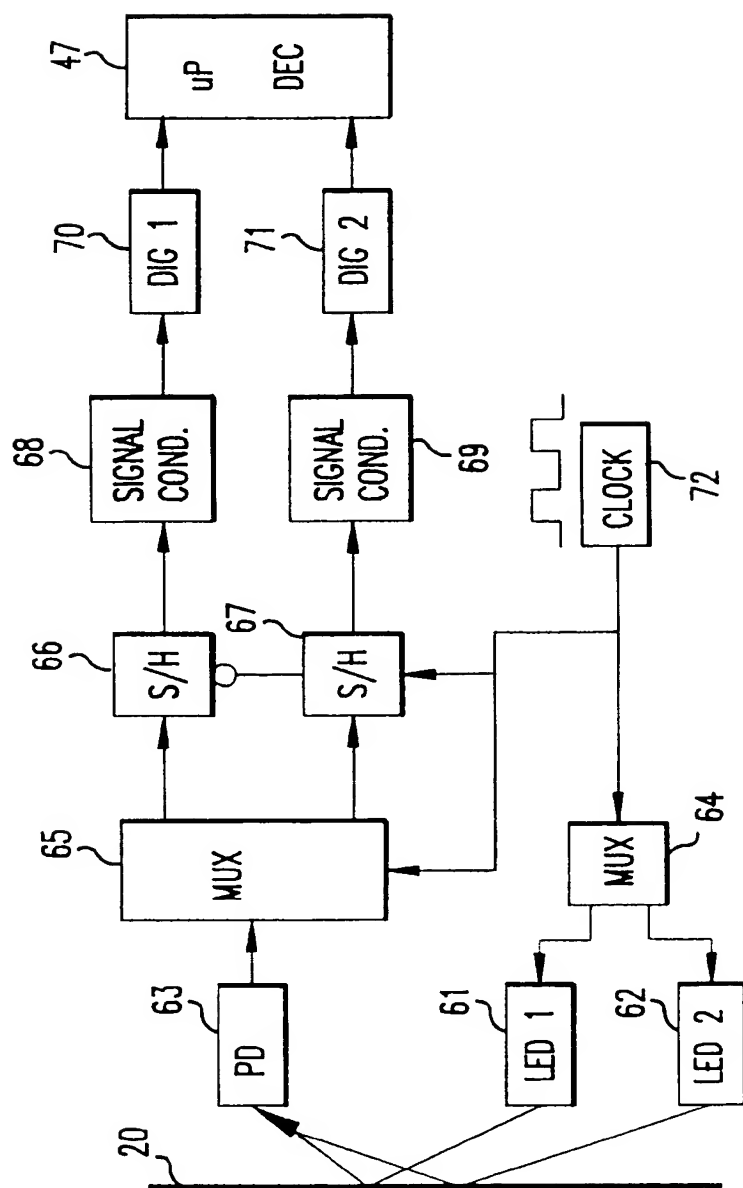 47
uP
DEC
70
DIG 1
71
DIG 2
68
SIGNAL
COND.
SIGNAL
COND.
69
CLOCK
72
66
S/H
67
S/H
65
MUX
64
MUX
63
PD
61
LED 1
62
LED 2
20